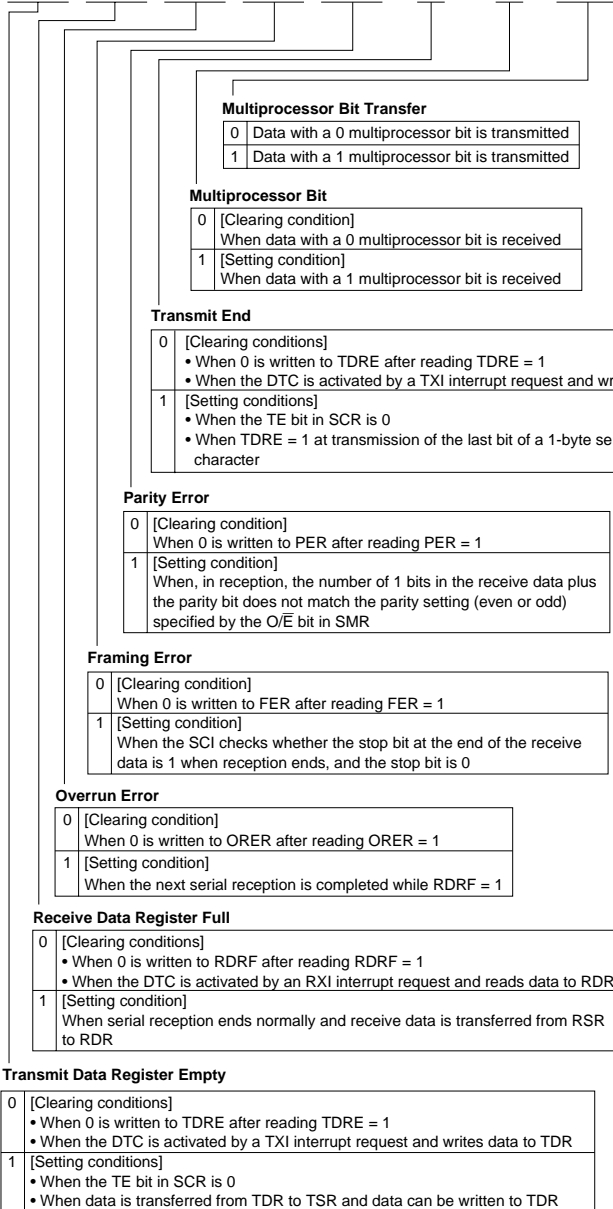 Multiprocessor Bit Transfer
0 Data with a 0 multiprocessor bit is transmitted
1 Data with a 1 multiprocessor bit is transmitted
Multiprocessor Bit
0 [Clearing condition]
When data with a 0 multiprocessor bit is received
1 [Setting condition]
When data with a 1 multiprocessor bit is received
Transmit End
0 [Clearing conditions]
• When 0 is written to TDRE after reading TDRE = 1
• When the DTC is activated by a TXI interrupt request and wr
1 [Setting conditions]
• When the TE bit in SCR is 0
• When TDRE = 1 at transmission of the last bit of a 1-byte se
character
Parity Error
0 [Clearing condition]
When 0 is written to PER after reading PER = 1
1 [Setting condition]
When, in reception, the number of 1 bits in the receive data plus
the parity bit does not match the parity setting (even or odd)
specified by the O/E̅ bit in SMR
Framing Error
0 [Clearing condition]
When 0 is written to FER after reading FER = 1
1 [Setting condition]
When the SCI checks whether the stop bit at the end of the receive
data is 1 when reception ends, and the stop bit is 0
Overrun Error
0 [Clearing condition]
When 0 is written to ORER after reading ORER = 1
1 [Setting condition]
When the next serial reception is completed while RDRF = 1
Receive Data Register Full
0 [Clearing conditions]
• When 0 is written to RDRF after reading RDRF = 1
• When the DTC is activated by an RXI interrupt request and reads data to RDR
1 [Setting condition]
When serial reception ends normally and receive data is transferred from RSR
to RDR
Transmit Data Register Empty
0 [Clearing conditions]
• When 0 is written to TDRE after reading TDRE = 1
• When the DTC is activated by a TXI interrupt request and writes data to TDR
1 [Setting conditions]
• When the TE bit in SCR is 0
• When data is transferred from TDR to TSR and data can be written to TDR